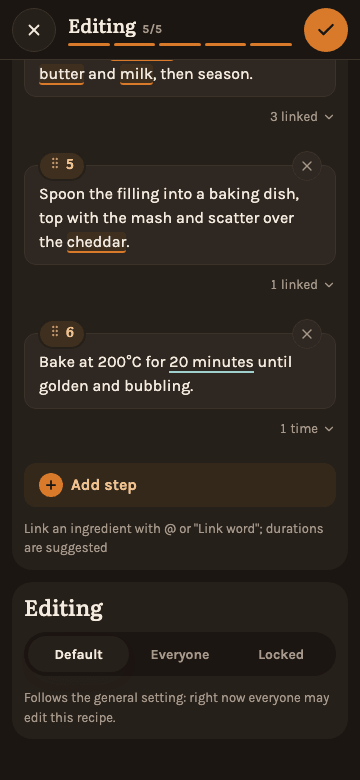 Editing 5/5
butter and milk, then season.
3 linked
5
Spoon the filling into a baking dish,
top with the mash and scatter over
the cheddar.
1 linked
6
Bake at 200°C for 20 minutes until
golden and bubbling.
1 time
Add step
Link an ingredient with @ or "Link word"; durations
are suggested
Editing
Default Everyone Locked
Follows the general setting: right now everyone may
edit this recipe.